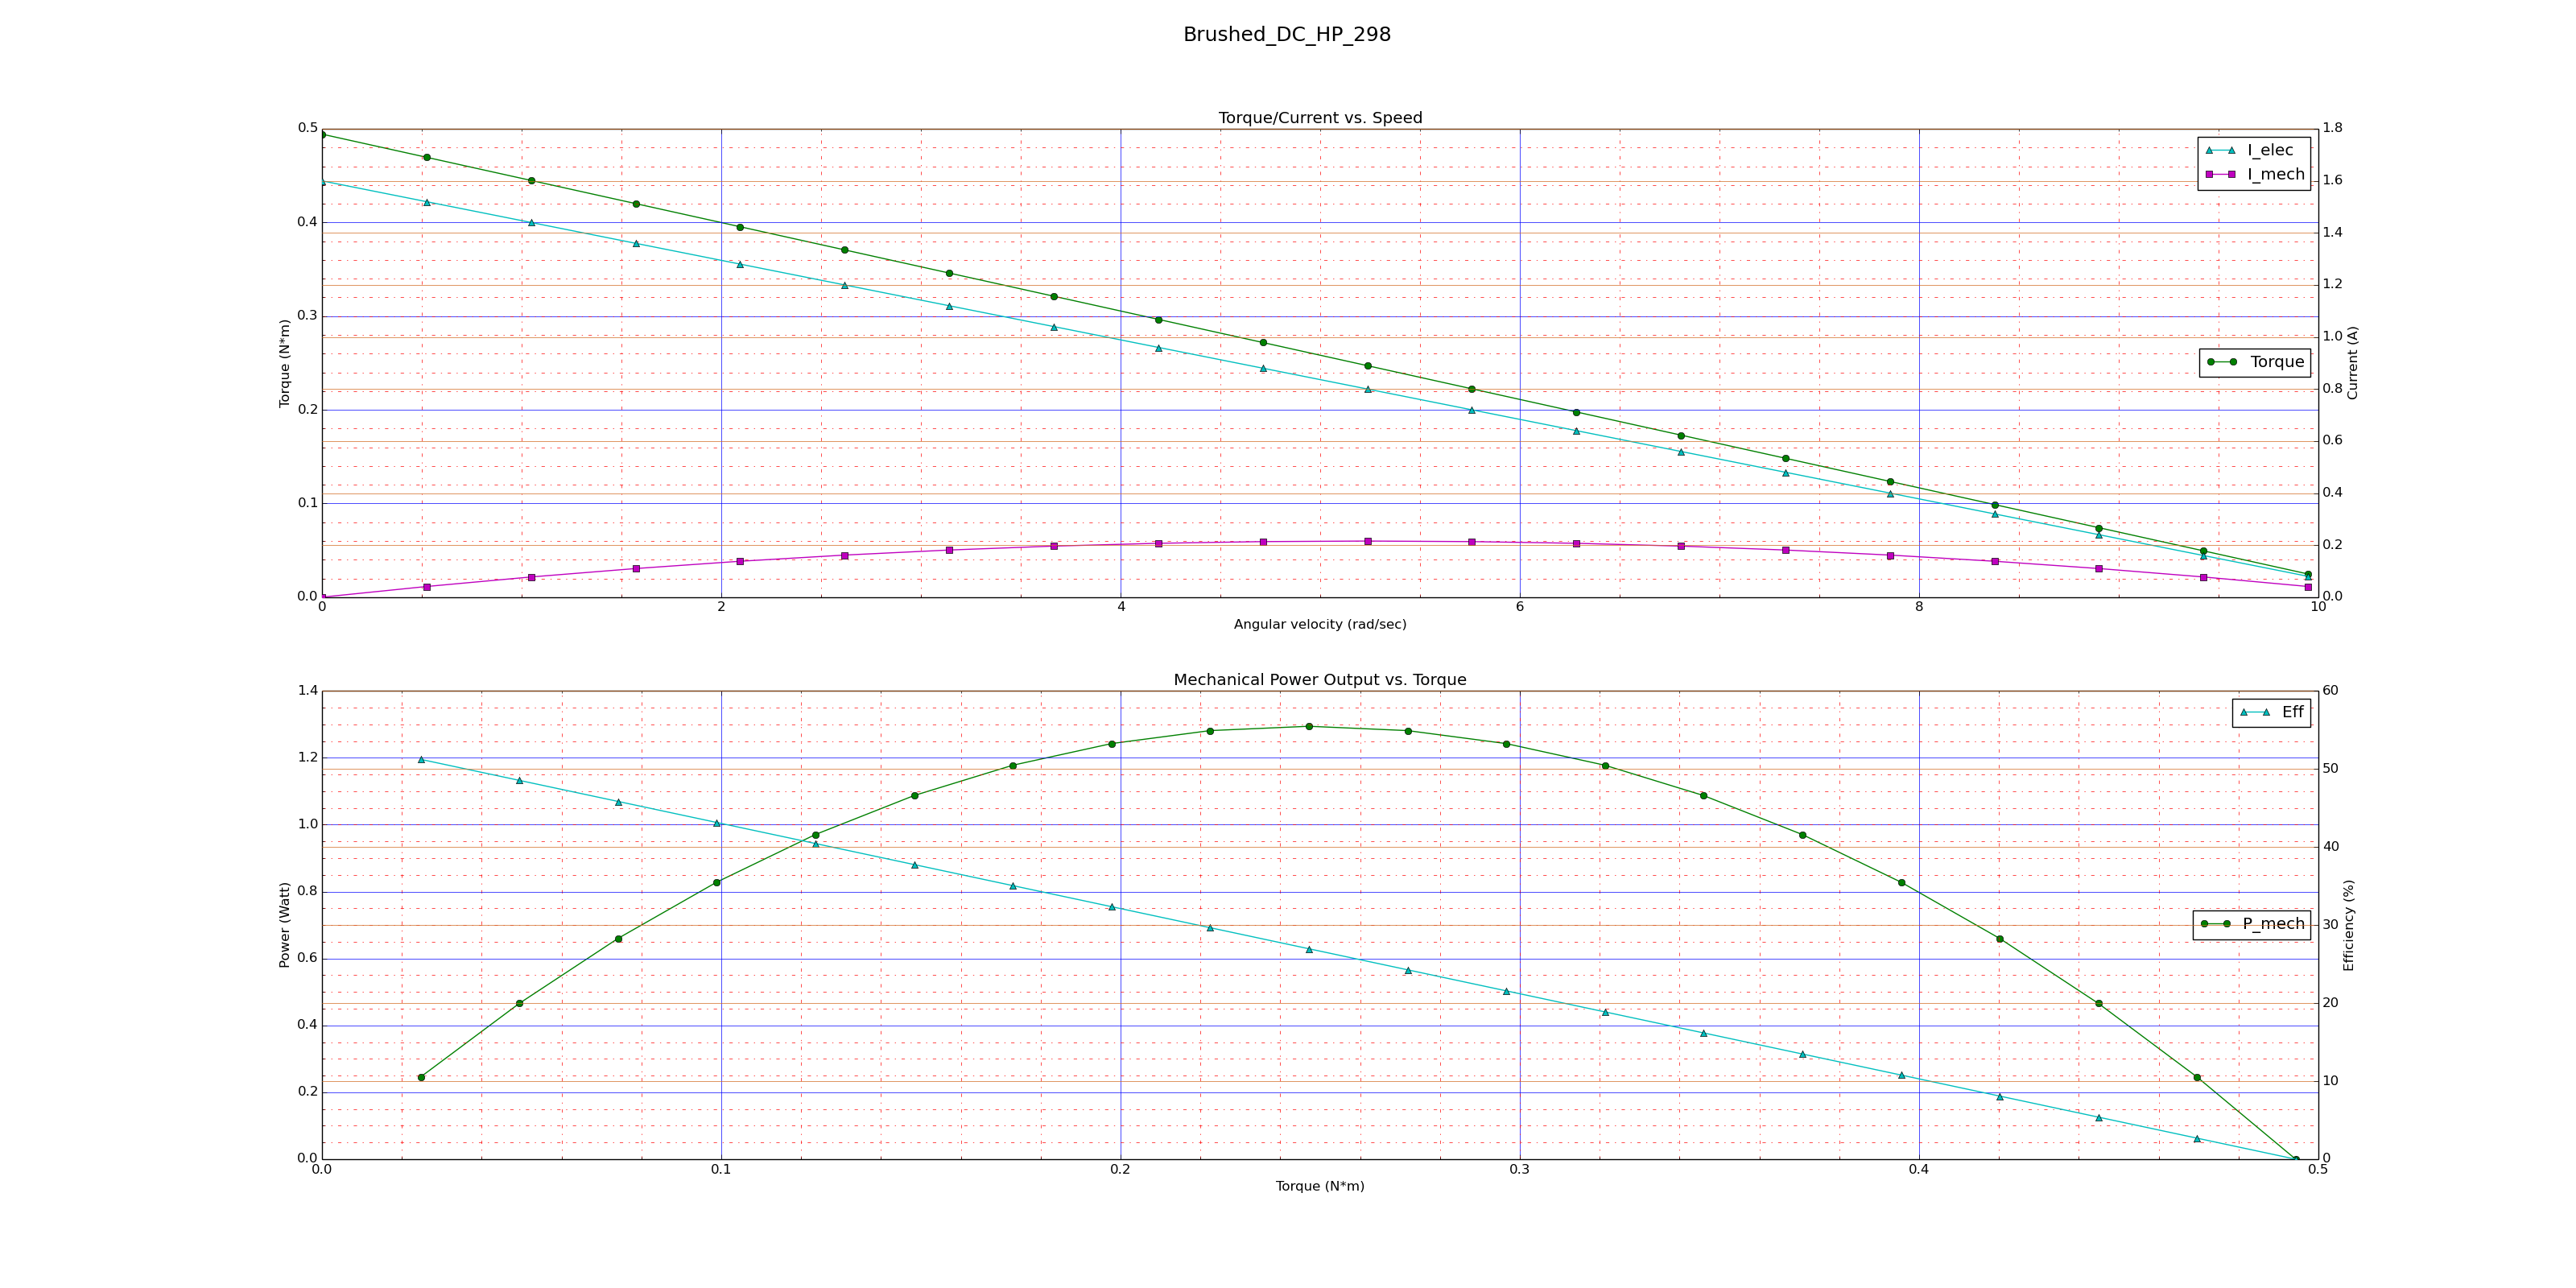 Brushed_DC_HP_298
Torque/Current vs. Speed
0.5
0.4
0.3
0.2
0.1
0.0
Torque (N*m)
1.8
1.6
1.4
1.2
1.0
0.8
0.6
0.4
0.2
0.0
Current (A)
I_elec
I_mech
Torque
0 2 4 6 8 10
Angular velocity (rad/sec)
Mechanical Power Output vs. Torque
1.4
1.2
1.0
0.8
0.6
0.4
0.2
0.0
Power (Watt)
60
50
40
30
20
10
0
Efficiency (%)
Eff
P_mech
0.0 0.1 0.2 0.3 0.4 0.5
Torque (N*m)